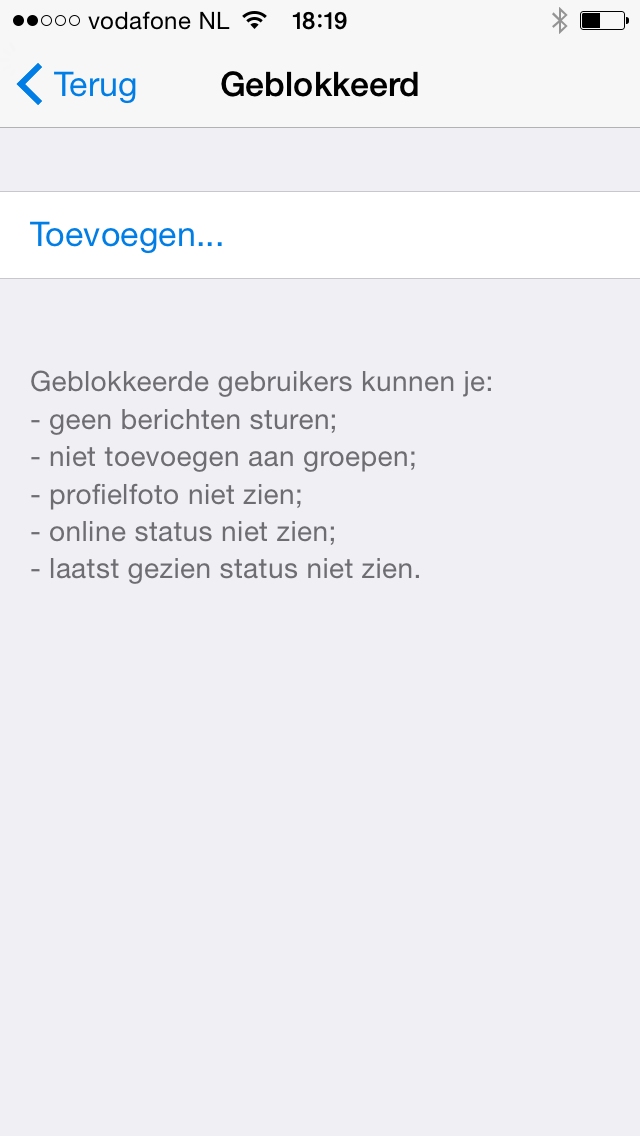 vodafone NL 18:19
Terug Geblokkeerd
Toevoegen...
Geblokkeerde gebruikers kunnen je:
- geen berichten sturen;
- niet toevoegen aan groepen;
- profielfoto niet zien;
- online status niet zien;
- laatst gezien status niet zien.